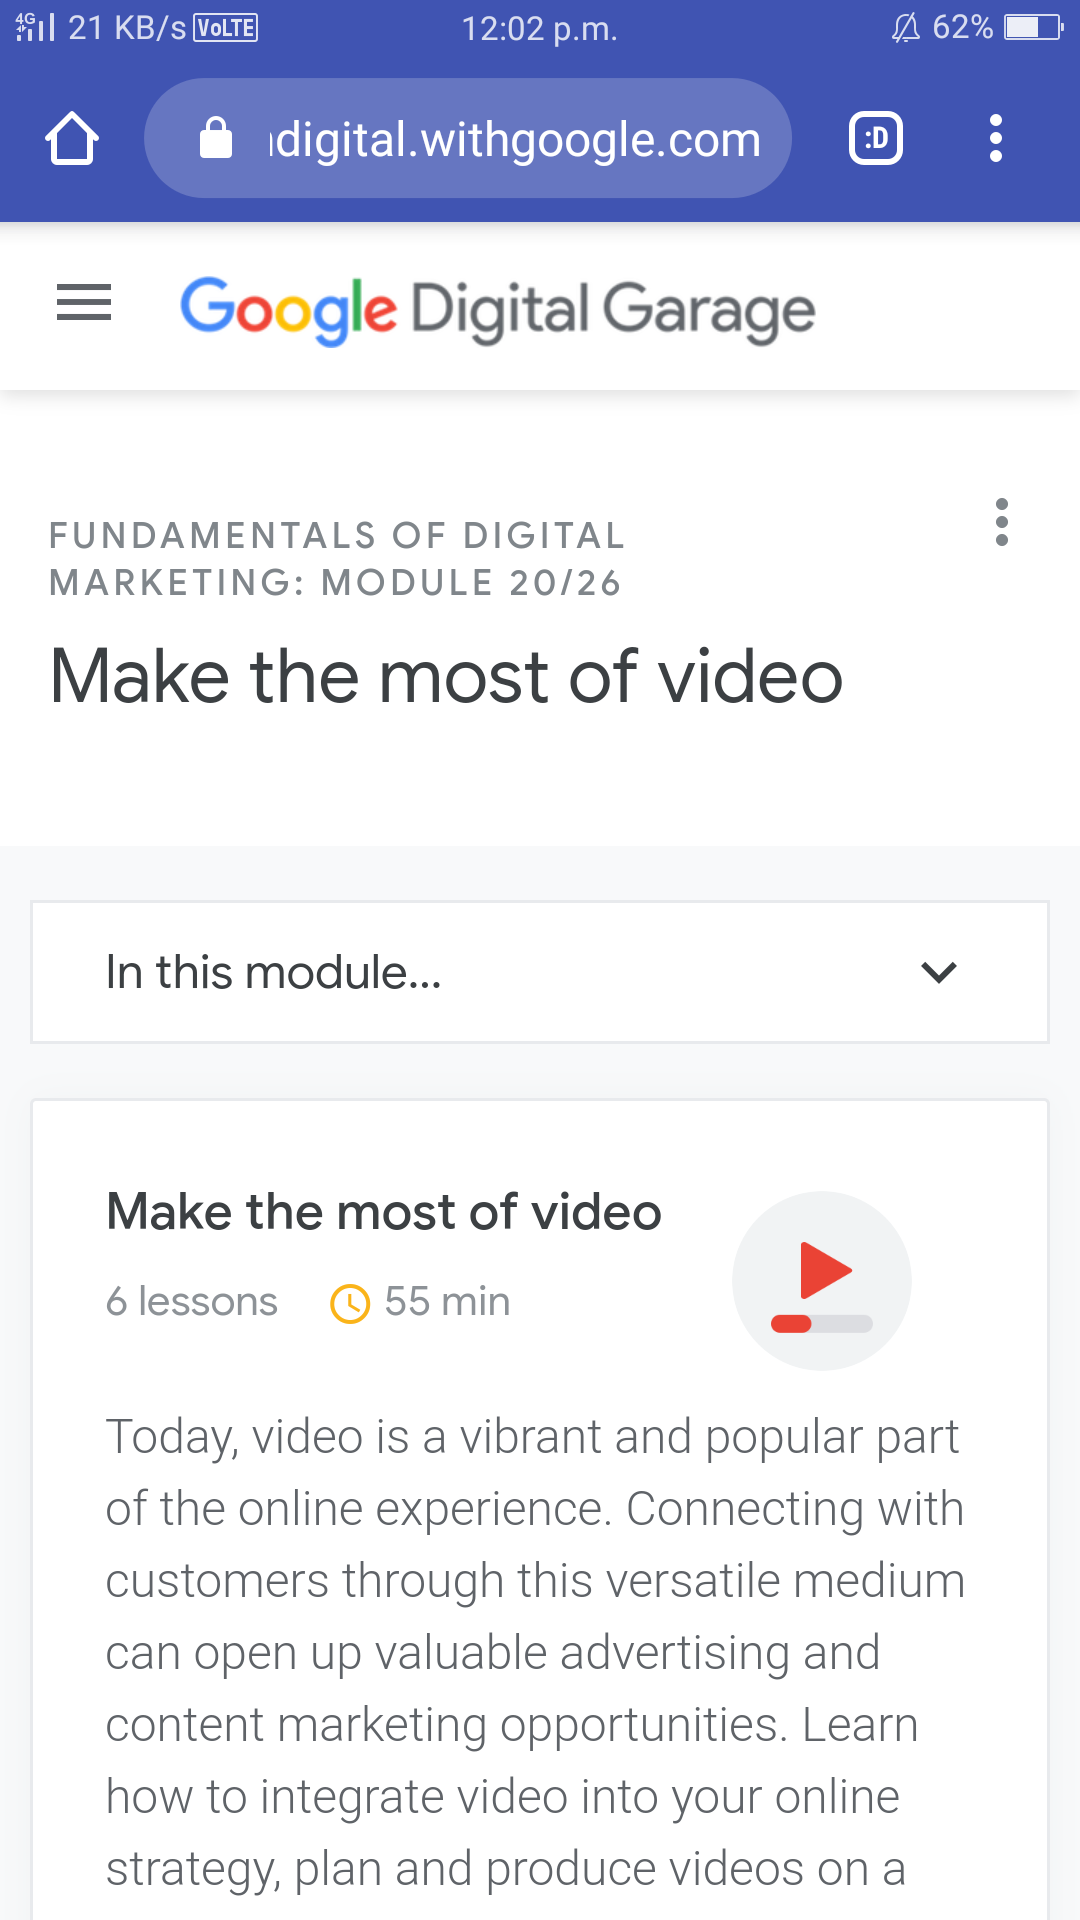 4G 21 KB/s VoLTE 12:02 p.m. 62%
digital.withgoogle.com :D
Google Digital Garage
FUNDAMENTALS OF DIGITAL
MARKETING: MODULE 20/26
Make the most of video
In this module...
Make the most of video
6 lessons 55 min
Today, video is a vibrant and popular part
of the online experience. Connecting with
customers through this versatile medium
can open up valuable advertising and
content marketing opportunities. Learn
how to integrate video into your online
strategy, plan and produce videos on a